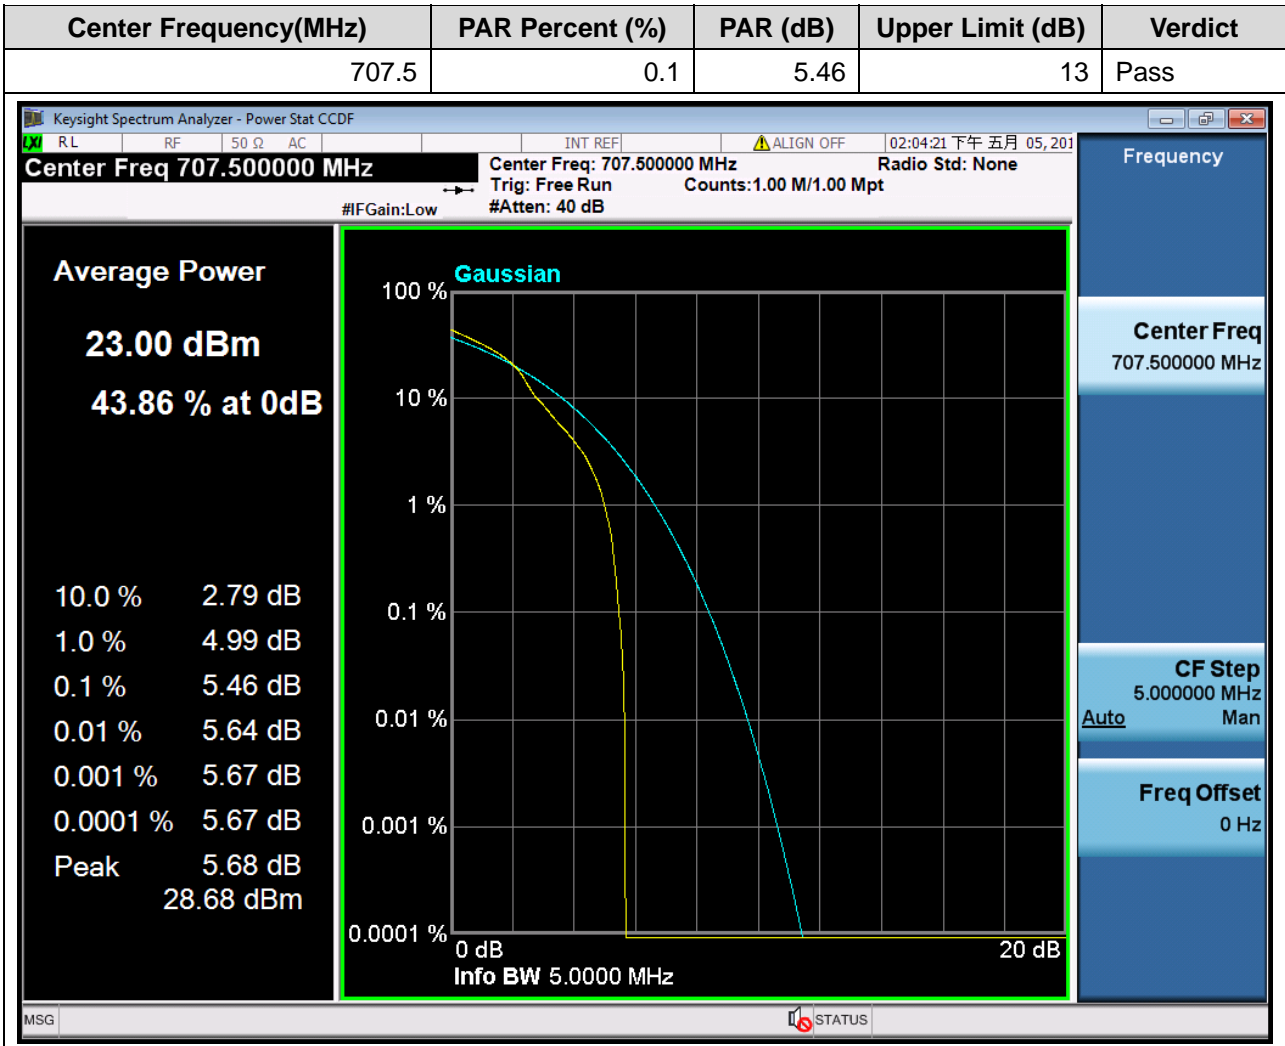 Center Frequency(MHz) PAR Percent (%) PAR (dB) Upper Limit (dB) Verdict
707.5 0.1 5.46 13 Pass
Keysight Spectrum Analyzer - Power Stat CCDF
LXI RL RF 50 Ω AC INT REF ALIGN OFF 02:04:21 下午 五月 05, 201
Center Freq 707.500000 MHz
Center Freq: 707.500000 MHz Radio Std: None
Trig: Free Run Counts:1.00 M/1.00 Mpt
#IFGain:Low #Atten: 40 dB
Average Power
23.00 dBm
43.86 % at 0dB
10.0 % 2.79 dB
1.0 % 4.99 dB
0.1 % 5.46 dB
0.01 % 5.64 dB
0.001 % 5.67 dB
0.0001 % 5.67 dB
Peak 5.68 dB
28.68 dBm
Gaussian
100 %
10 %
1 %
0.1 %
0.01 %
0.001 %
0.0001 %
0 dB 20 dB
Info BW 5.0000 MHz
Frequency
Center Freq
707.500000 MHz
CF Step
5.000000 MHz
Auto Man
Freq Offset
0 Hz
MSG STATUS